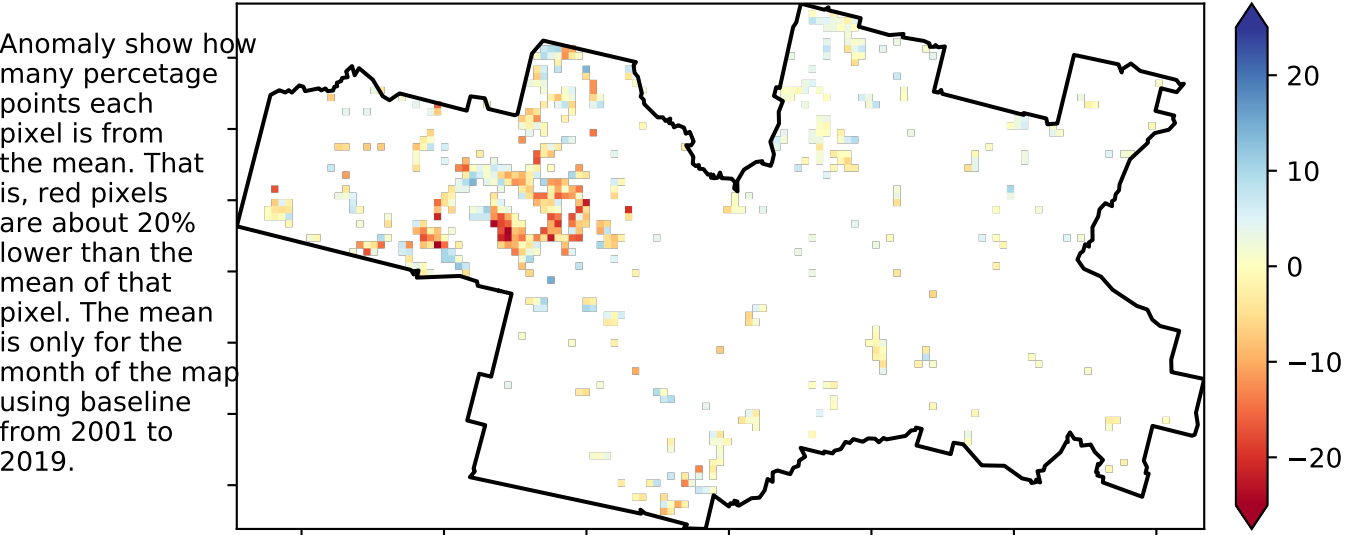 Anomaly show how
many percetage
points each
pixel is from
the mean. That
is, red pixels
are about 20%
lower than the
mean of that
pixel. The mean
is only for the
month of the map
using baseline
from 2001 to
2019.
20
10
0
−10
−20